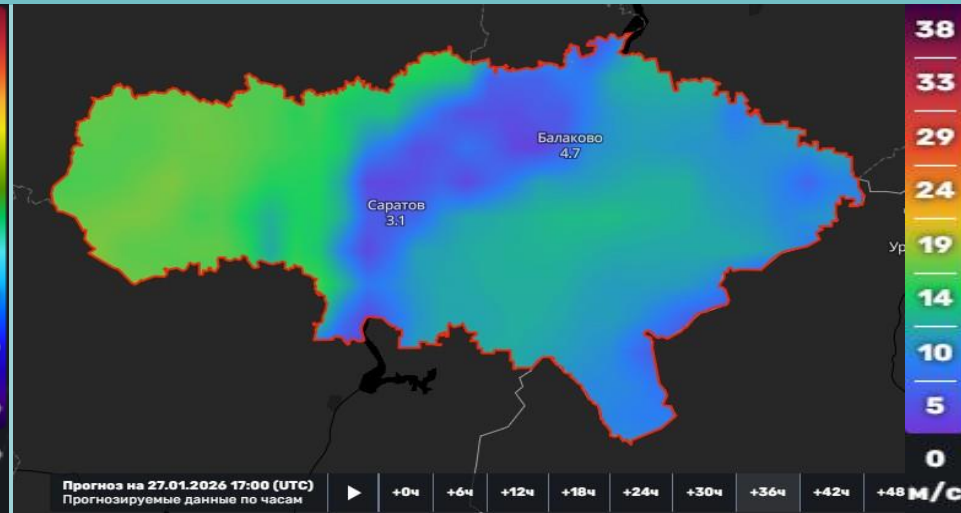 38
33
29
24
19
14
10
5
0
м/с
Балаково
4.7
Саратов
3.1
Ур
Прогноз на 27.01.2026 17:00 (UTC)
Прогнозируемые данные по часам
+0ч +6ч +12ч +18ч +24ч +30ч +36ч +42ч +48